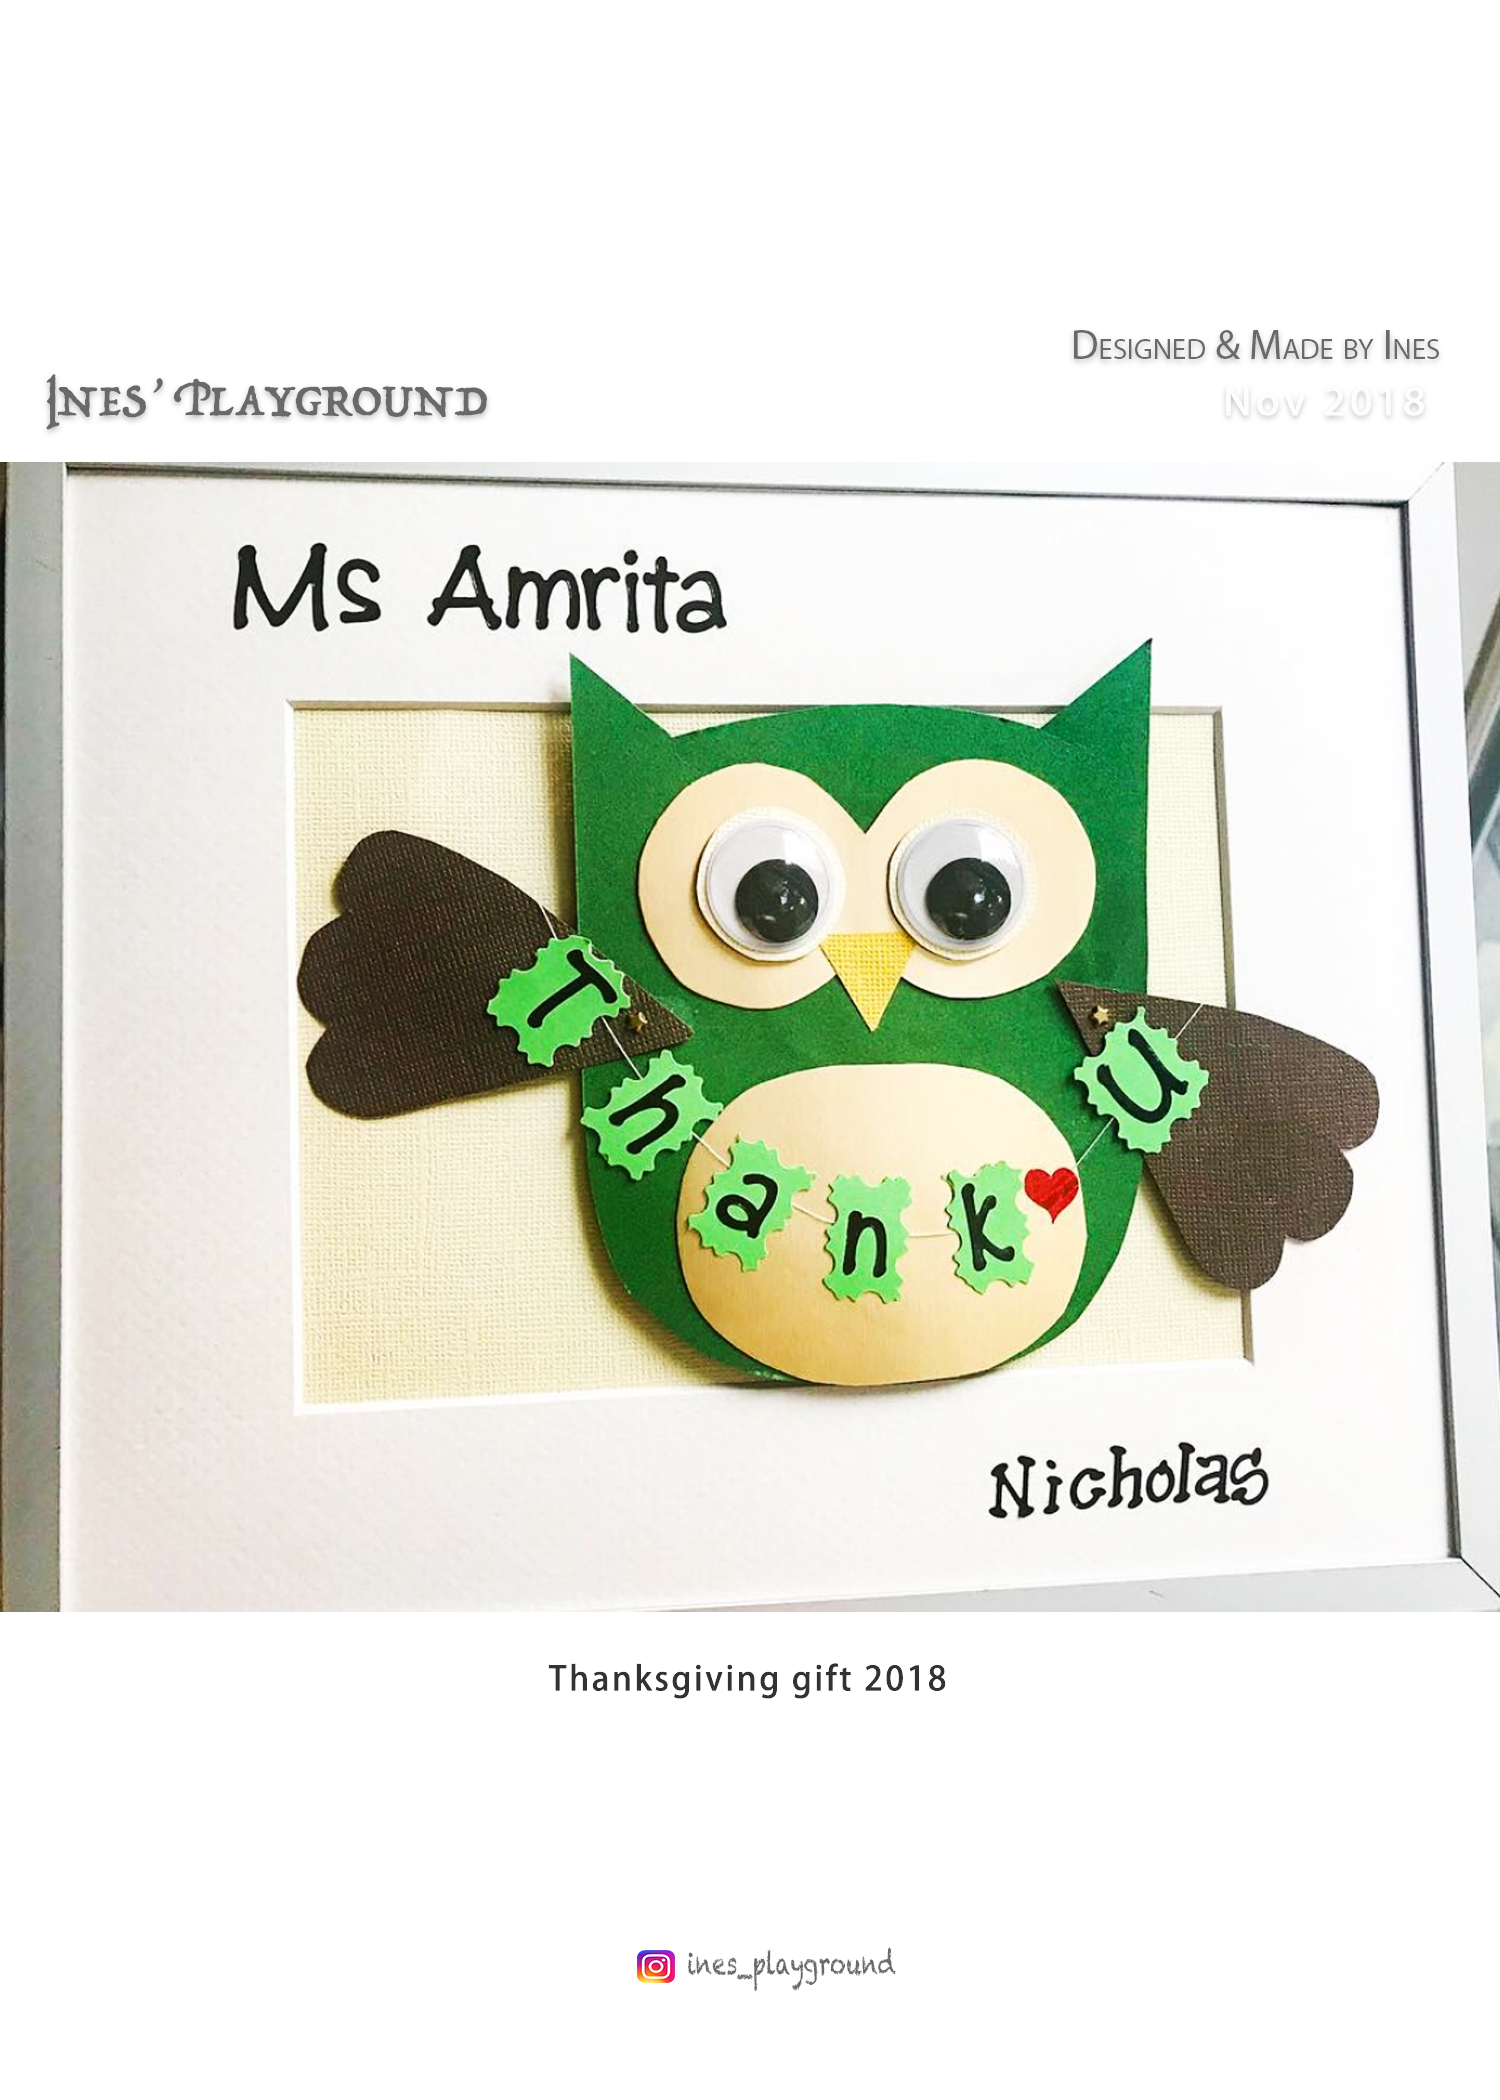 Designed & Made by Ines
Ines' Playground
Nov 2018
Ms Amrita
Thank U
Nicholas
Thanksgiving gift 2018
ines_playground